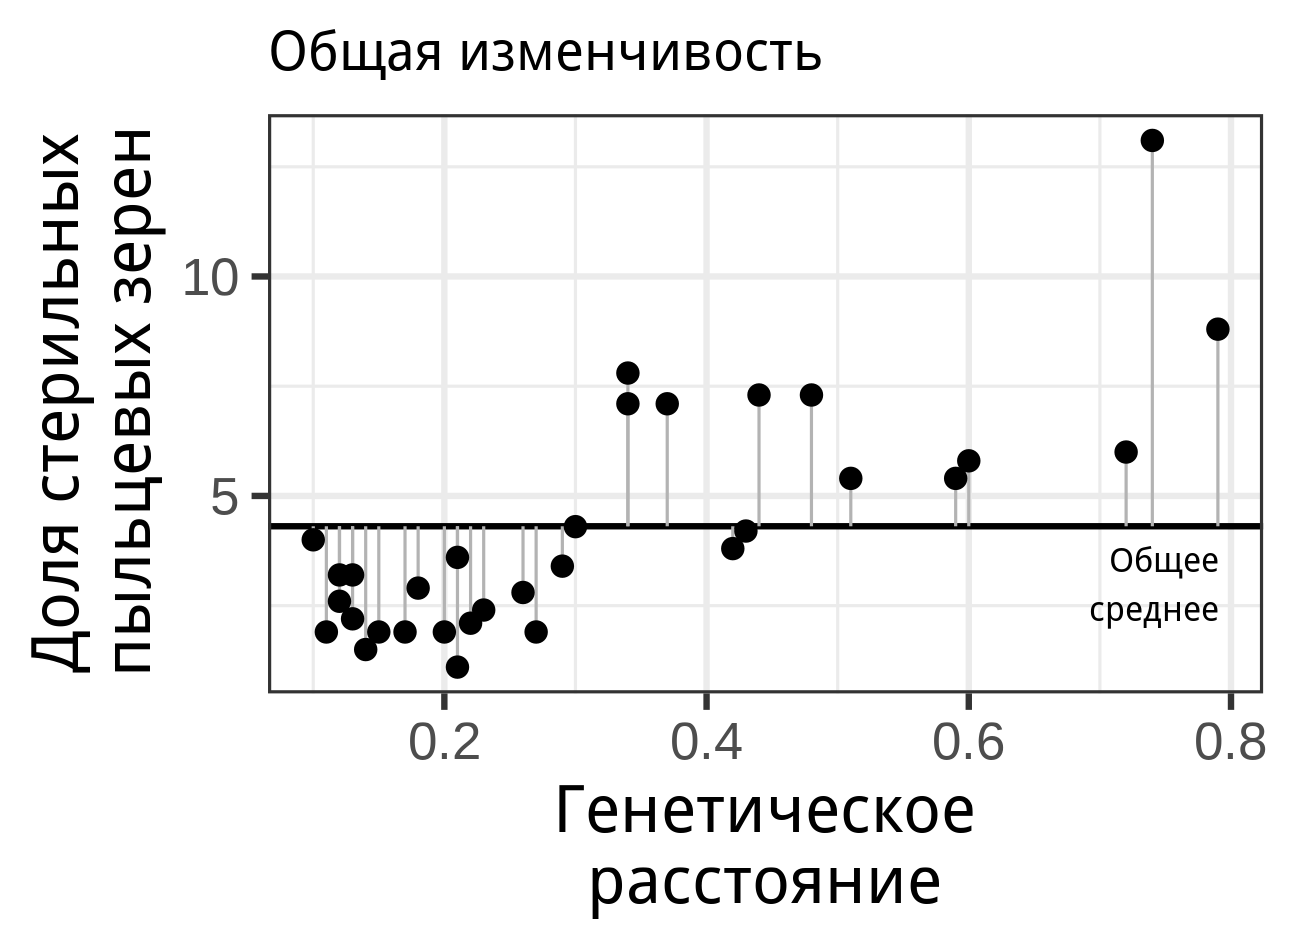 Общая изменчивость
Доля стерильных
пыльцевых зерен
10
5
Общее
среднее
0.2 0.4 0.6 0.8
Генетическое
расстояние